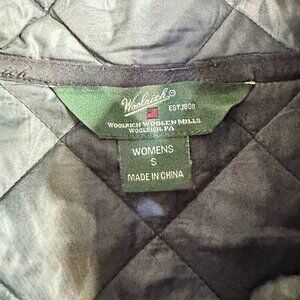 Woolrich®
EST. 1830
WOOLRICH WOOLEN MILLS
WOOLRICH, PA
WOMENS
S
MADE IN CHINA